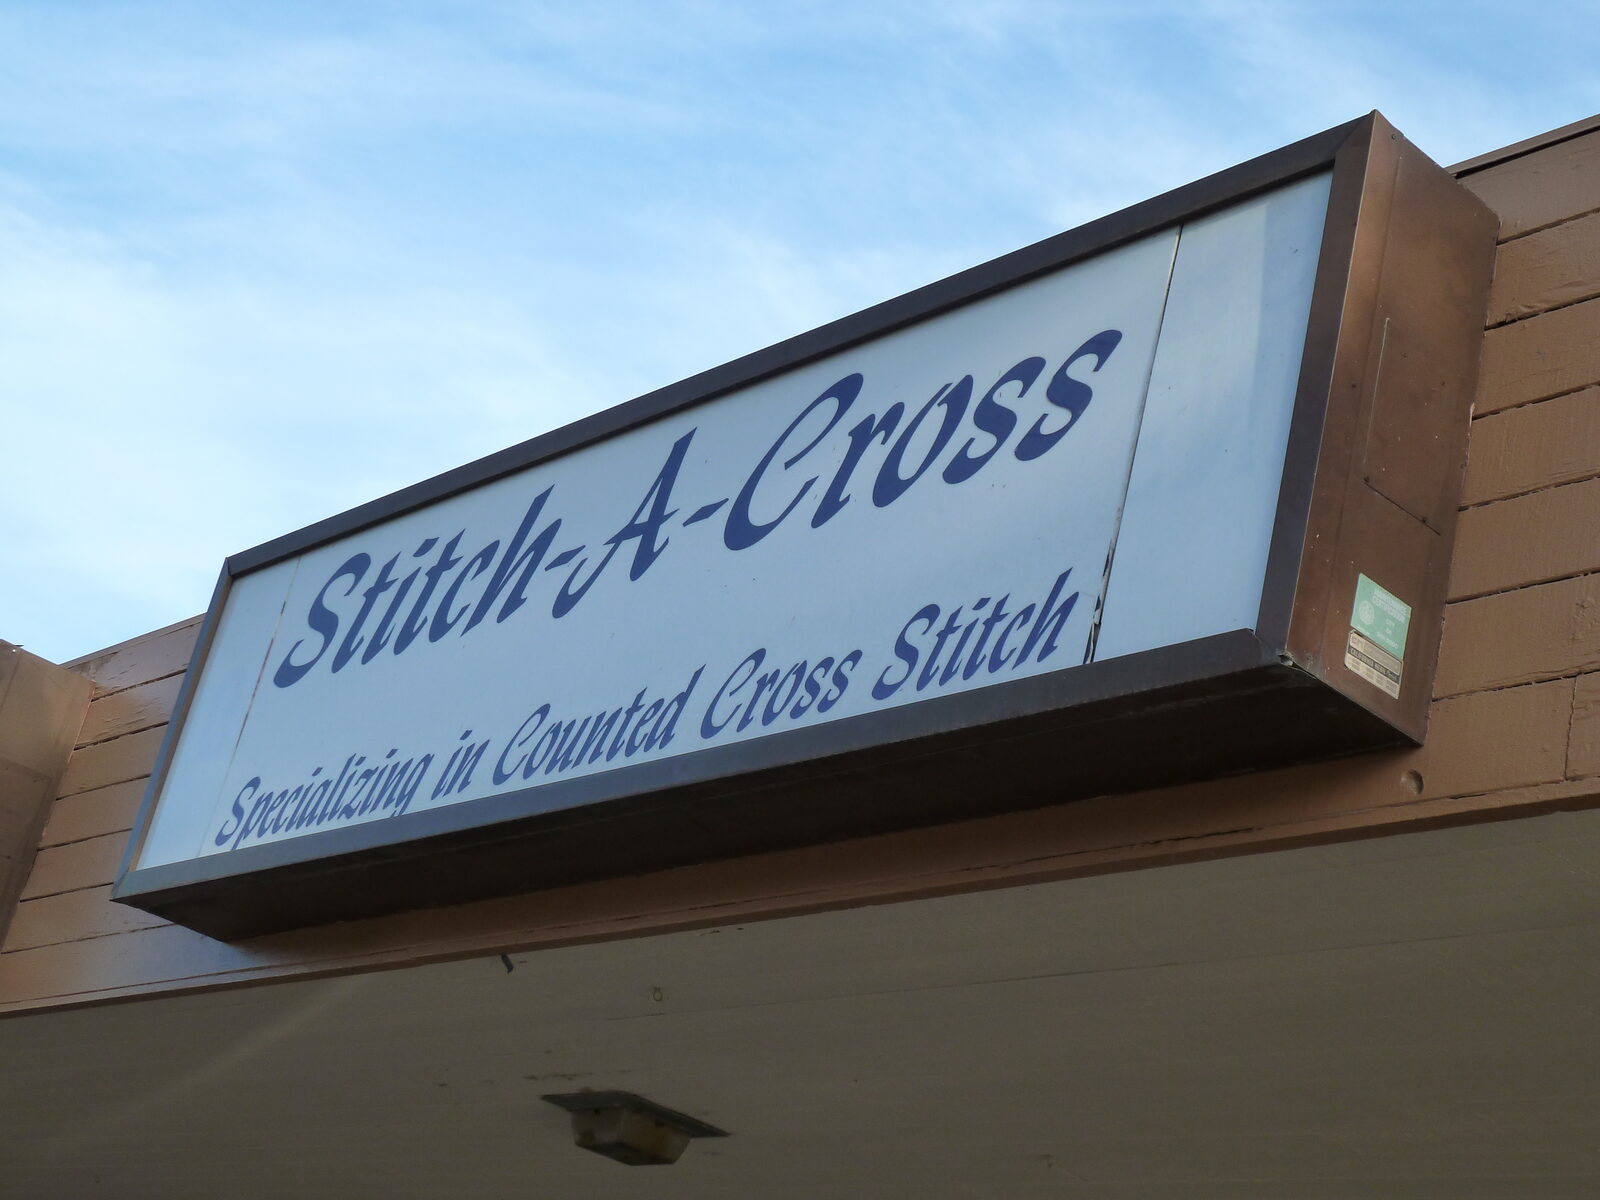 Stitch-A-Cross
Specializing in Counted Cross Stitch